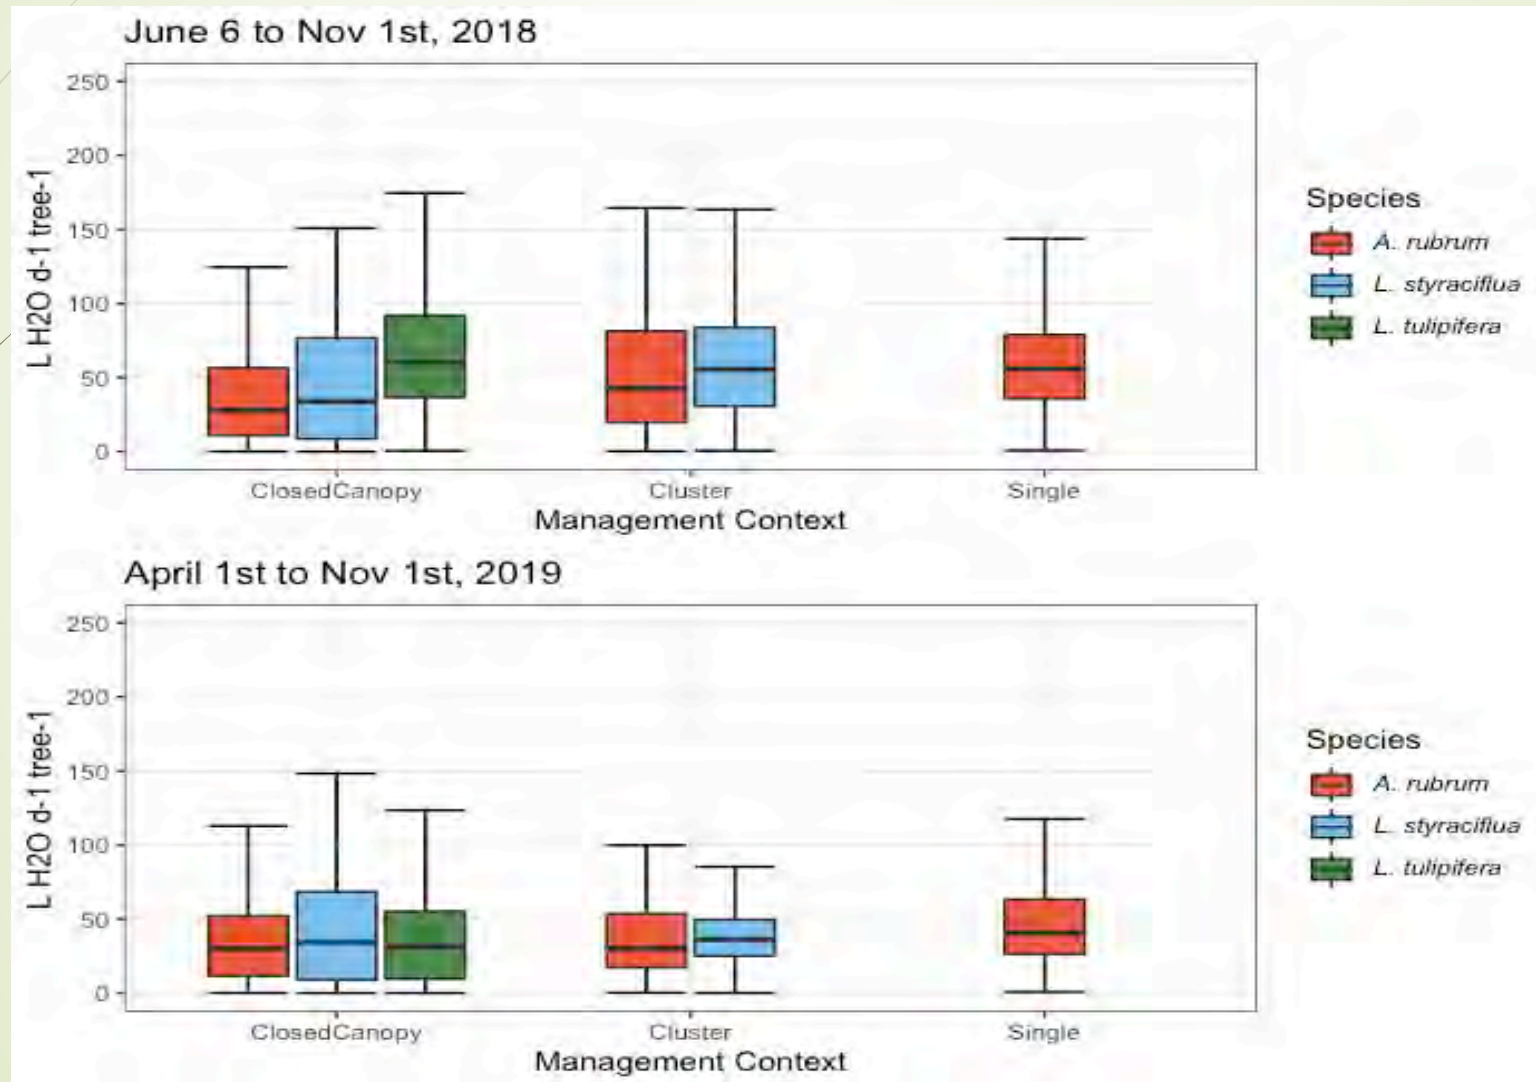 June 6 to Nov 1st, 2018
250
200
150
100
50
0
L H2O d-1 tree-1
ClosedCanopy
Cluster
Single
Management Context
Species
A. rubrum
L. styraciflua
L. tulipifera
April 1st to Nov 1st, 2019
250
200
150
100
50
0
L H2O d-1 tree-1
ClosedCanopy
Cluster
Single
Management Context
Species
A. rubrum
L. styraciflua
L. tulipifera